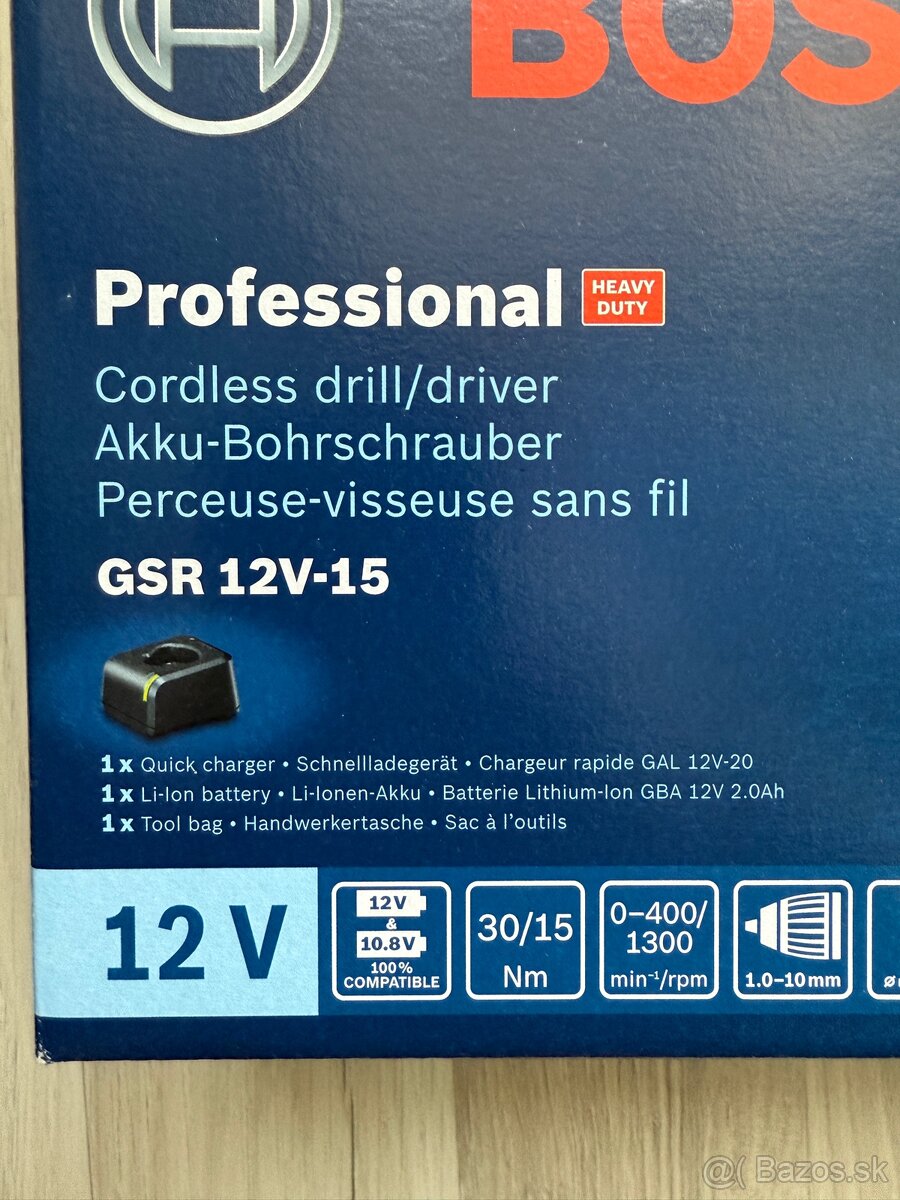 BOS
Professional HEAVY DUTY
Cordless drill/driver
Akku-Bohrschrauber
Perceuse-visseuse sans fil
GSR 12V-15
1 x Quick charger • Schnellladegerät • Chargeur rapide GAL 12V-20
1 x Li-Ion battery • Li-Ionen-Akku • Batterie Lithium-Ion GBA 12V 2.0Ah
1 x Tool bag • Handwerkertasche • Sac à l'outils
12 V
12 V
&
10.8 V
100 %
COMPATIBLE
30/15
Nm
0–400/
1300
min⁻¹/rpm
1.0–10 mm
@( Bazos.sk